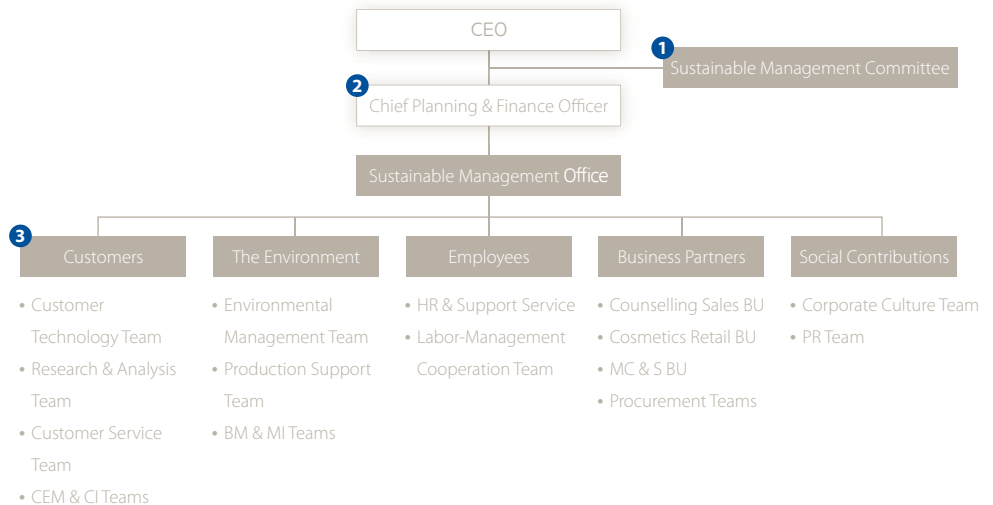 CEO
1
Sustainable Management Committee
2
Chief Planning & Finance Officer
Sustainable Management Office
3
Customers
• Customer
Technology Team
• Research & Analysis
Team
• Customer Service
Team
• CEM & CI Teams
The Environment
• Environmental
Management Team
• Production Support
Team
• BM & MI Teams
Employees
• HR & Support Service
• Labor-Management
Cooperation Team
Business Partners
• Counselling Sales BU
• Cosmetics Retail BU
• MC & S BU
• Procurement Teams
Social Contributions
• Corporate Culture Team
• PR Team